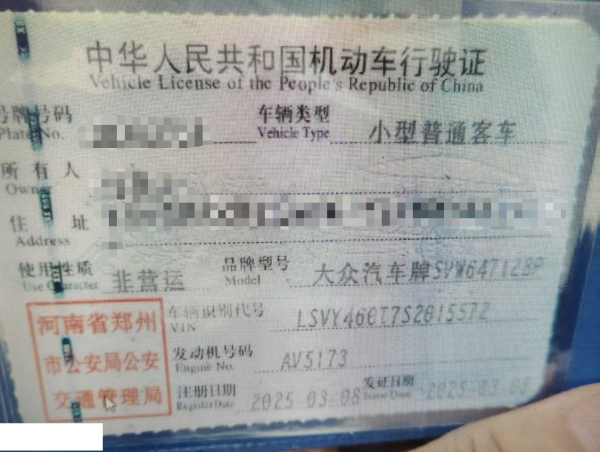 中华人民共和国机动车行驶证
Vehicle License of the People's Republic of China
号牌号码 车辆类型 小型普通客车
Plate No. Vehicle Type
所有人
Owner
住 址
Address
使用性质 非营运 品牌型号 大众汽车牌SVW64712BP
Use Character Model
河南省郑州
市公安局公安
交通管理局
车辆识别代号 LSVX460T7S2015572
VIN
发动机号码 AV5173
Engine No.
注册日期 2025-03-08 发证日期 2025-03-08
Register Date Issue Date